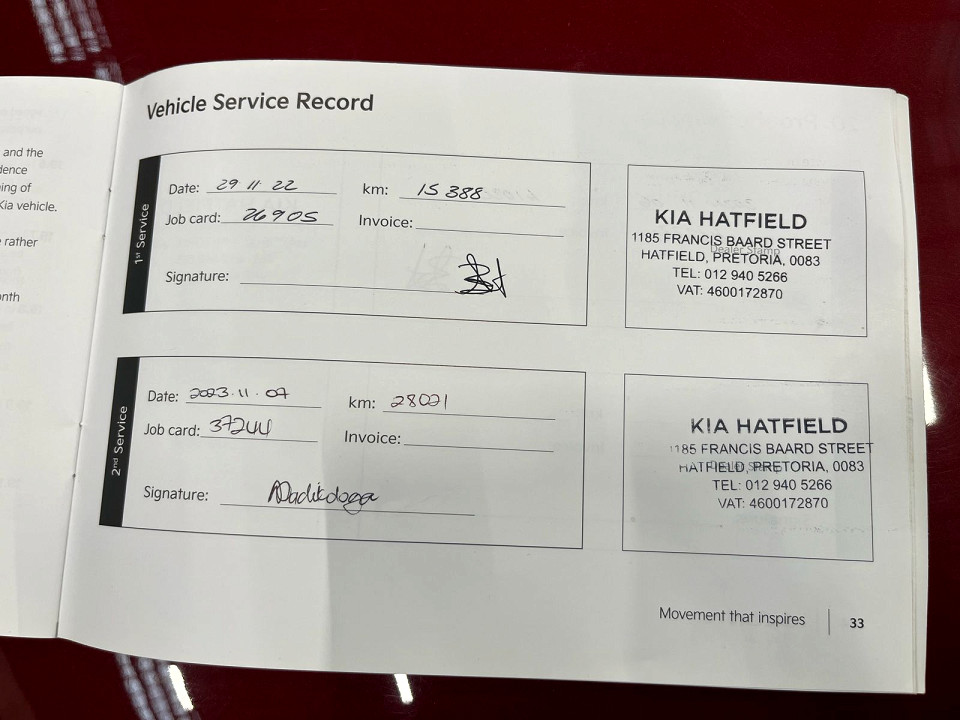 and the
dence
ing of
Kia vehicle.
rather
nth
Vehicle Service Record
1st Service
Date: 29 11 22
km: 15 388
Job card: 26905
Invoice:
Signature:
KIA HATFIELD
1185 FRANCIS BAARD STREET
Dealer Stamp
HATFIELD, PRETORIA, 0083
TEL: 012 940 5266
VAT: 4600172870
2nd Service
Date: 2023.11.07
km: 28021
Job card: 37244
Invoice:
Signature:
KIA HATFIELD
1185 FRANCIS BAARD STREET
HATFIELD, PRETORIA, 0083
TEL: 012 940 5266
VAT: 4600172870
Movement that inspires
33